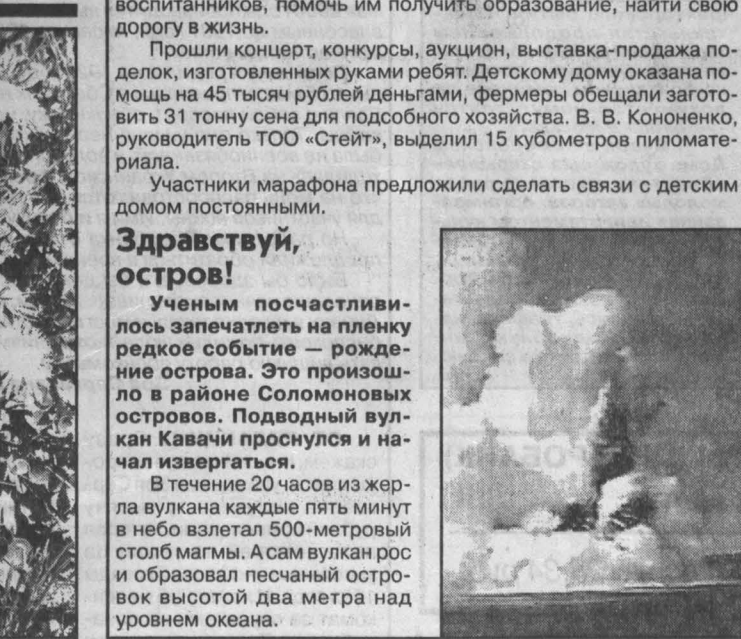 воспитанников, помочь им получить образование, найти свою
дорогу в жизнь.
Прошли концерт, конкурсы, аукцион, выставка-продажа по-
делок, изготовленных руками ребят. Детскому дому оказана по-
мощь на 45 тысяч рублей деньгами, фермеры обещали загото-
вить 31 тонну сена для подсобного хозяйства. В. В. Кононенко,
руководитель ТОО «Стейт», выделил 15 кубометров пиломате-
риала.
Участники марафона предложили сделать связи с детским
домом постоянными.
Здравствуй,
остров!
Ученым посчастливи-
лось запечатлеть на пленку
редкое событие — рожде-
ние острова. Это произош-
ло в районе Соломоновых
островов. Подводный вул-
кан Кавачи проснулся и на-
чал извергаться.
В течение 20 часов из жер-
ла вулкана каждые пять минут
в небо взлетал 500-метровый
столб магмы. А сам вулкан рос
и образовал песчаный остро-
вок высотой два метра над
уровнем океана.